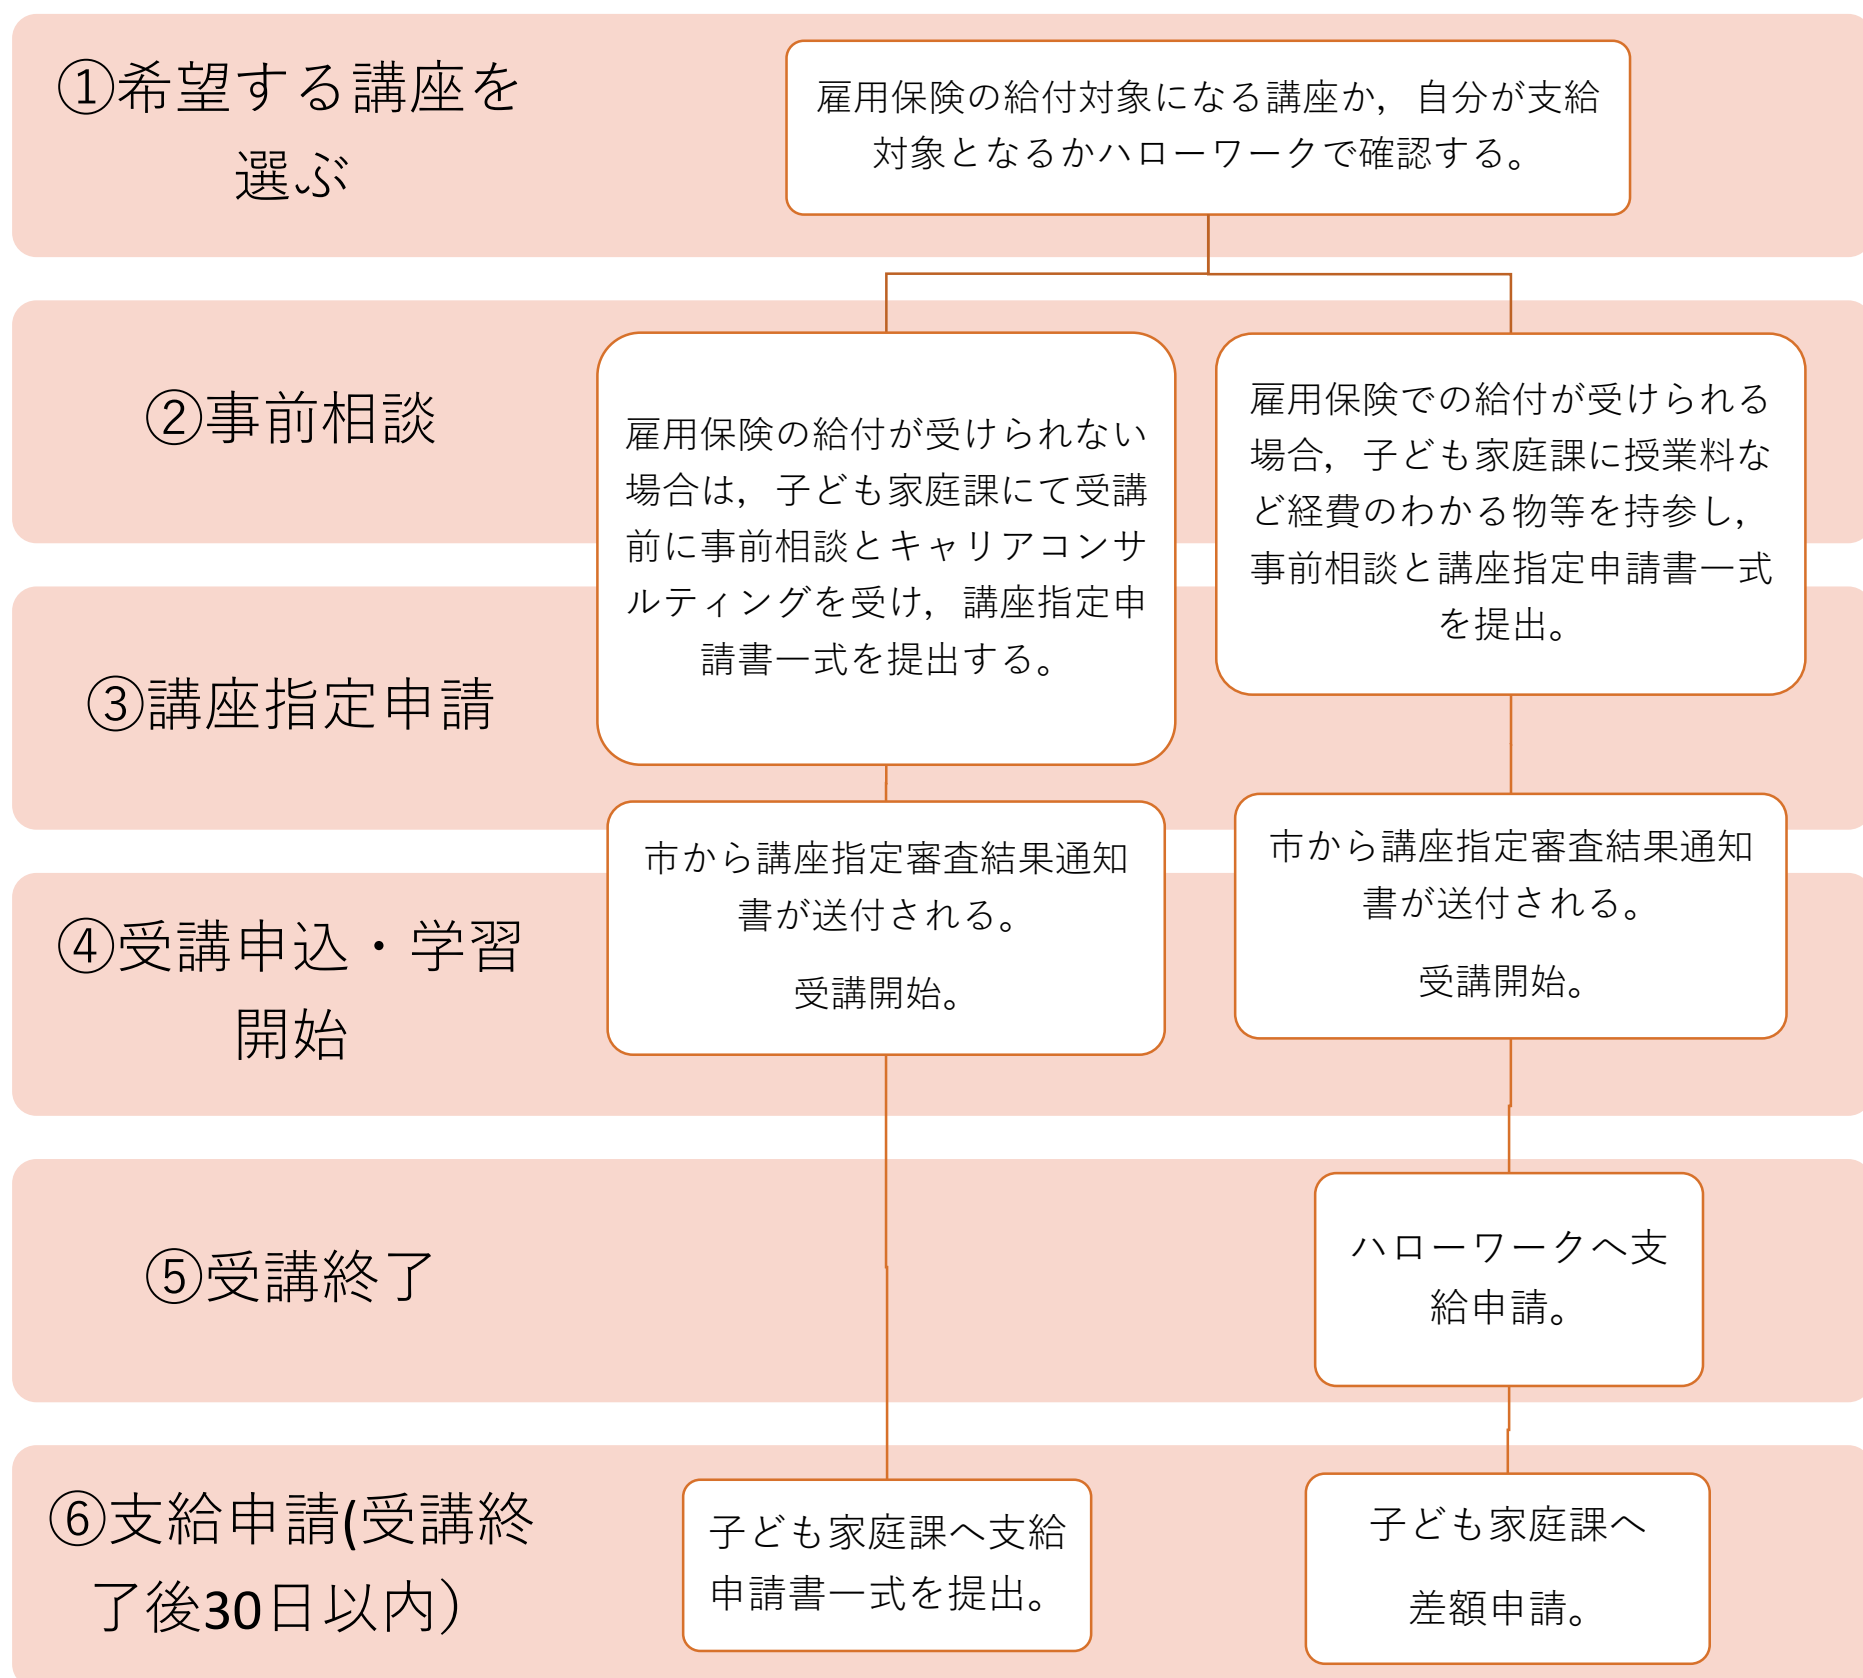 ①希望する講座を
選ぶ
雇用保険の給付対象になる講座か，自分が支給
対象となるかハローワークで確認する。
②事前相談
雇用保険の給付が受けられない
場合は，子ども家庭課にて受講
前に事前相談とキャリアコンサ
ルティングを受け，講座指定申
請書一式を提出する。
雇用保険での給付が受けられる
場合，子ども家庭課に授業料な
ど経費のわかる物等を持参し，
事前相談と講座指定申請書一式
を提出。
③講座指定申請
④受講申込・学習
開始
市から講座指定審査結果通知
書が送付される。
受講開始。
市から講座指定審査結果通知
書が送付される。
受講開始。
⑤受講終了
ハローワークへ支
給申請。
⑥支給申請(受講終
了後30日以内）
子ども家庭課へ支給
申請書一式を提出。
子ども家庭課へ
差額申請。